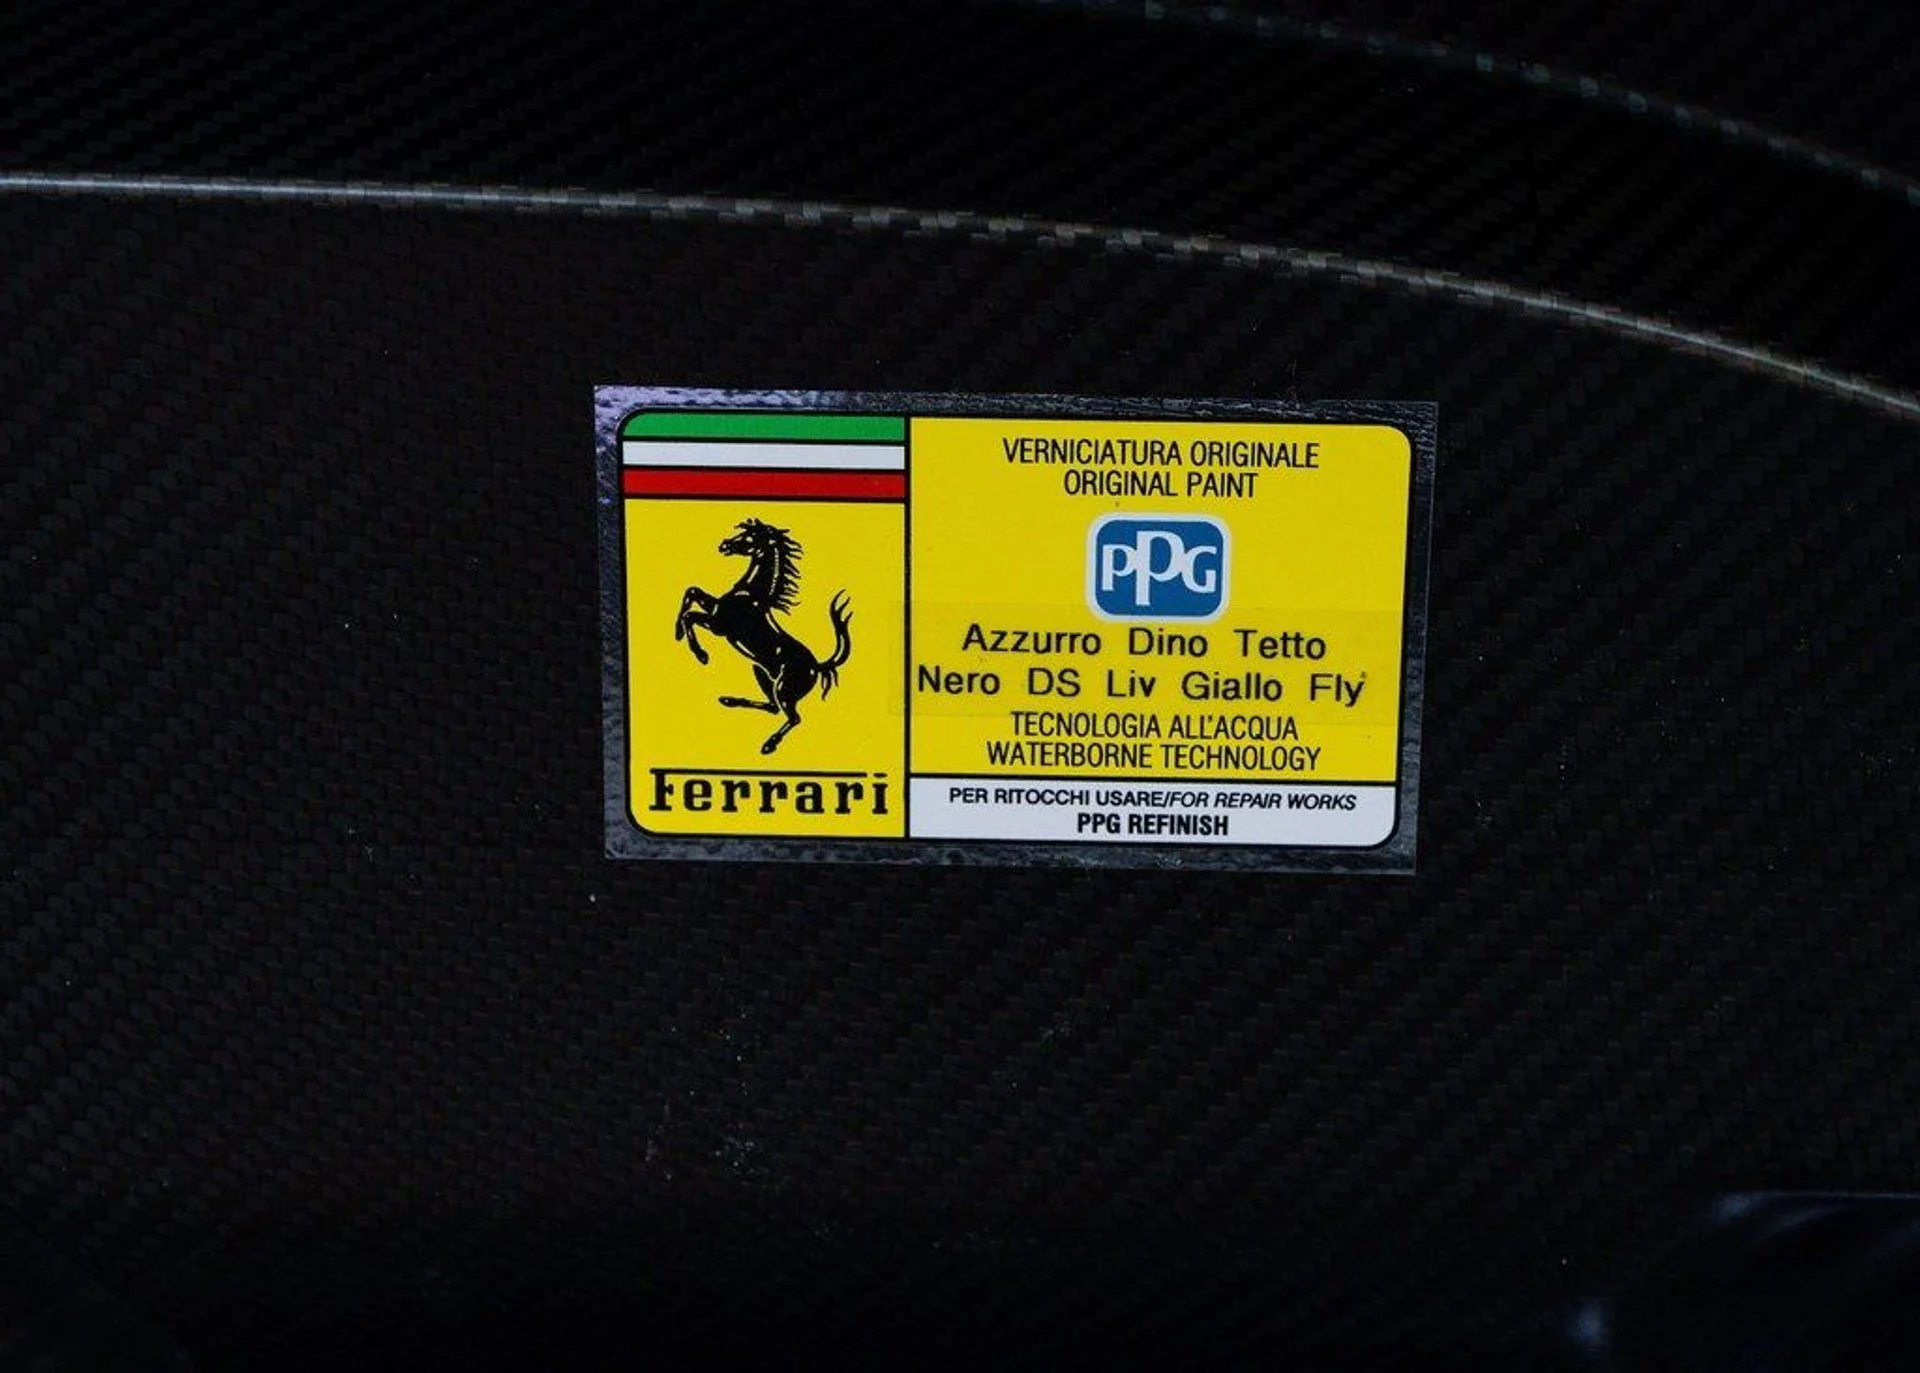 Ferrari
VERNICIATURA ORIGINALE
ORIGINAL PAINT
PPG
Azzurro Dino Tetto
Nero DS Liv Giallo Fly
TECNOLOGIA ALL'ACQUA
WATERBORNE TECHNOLOGY
PER RITOCCHI USARE/FOR REPAIR WORKS
PPG REFINISH